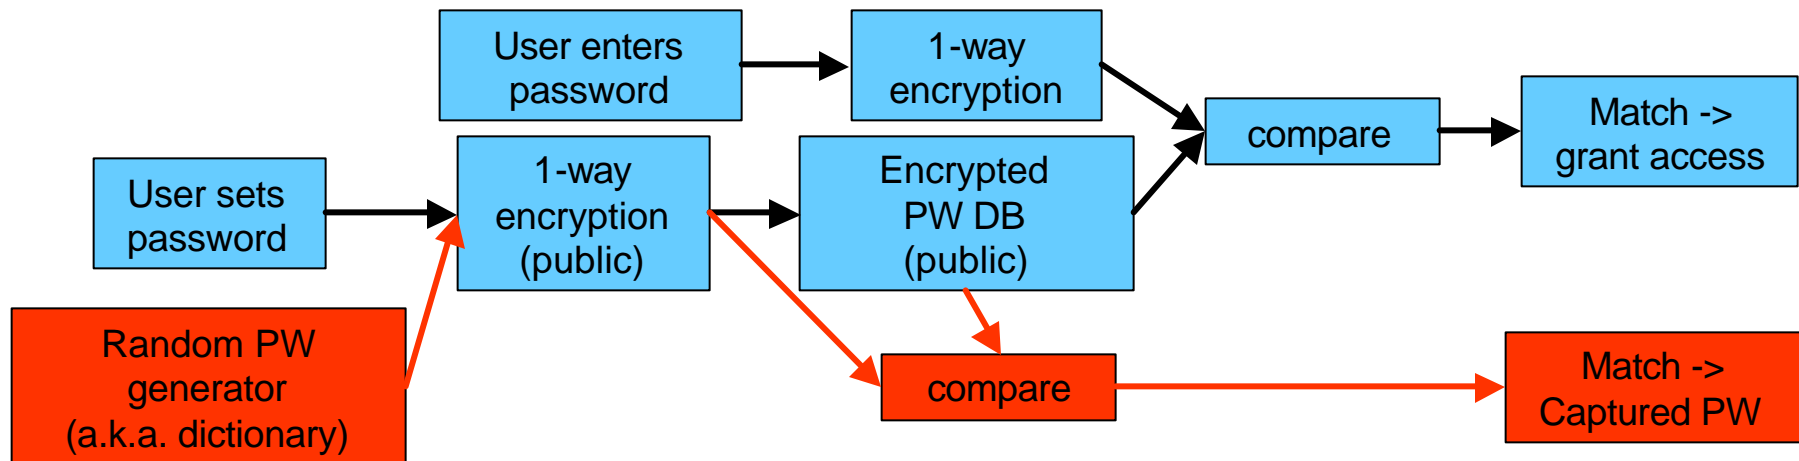 User enters
password
1-way
encryption
compare
Match ->
grant access
User sets
password
1-way
encryption
(public)
Encrypted
PW DB
(public)
Random PW
generator
(a.k.a. dictionary)
compare
Match ->
Captured PW